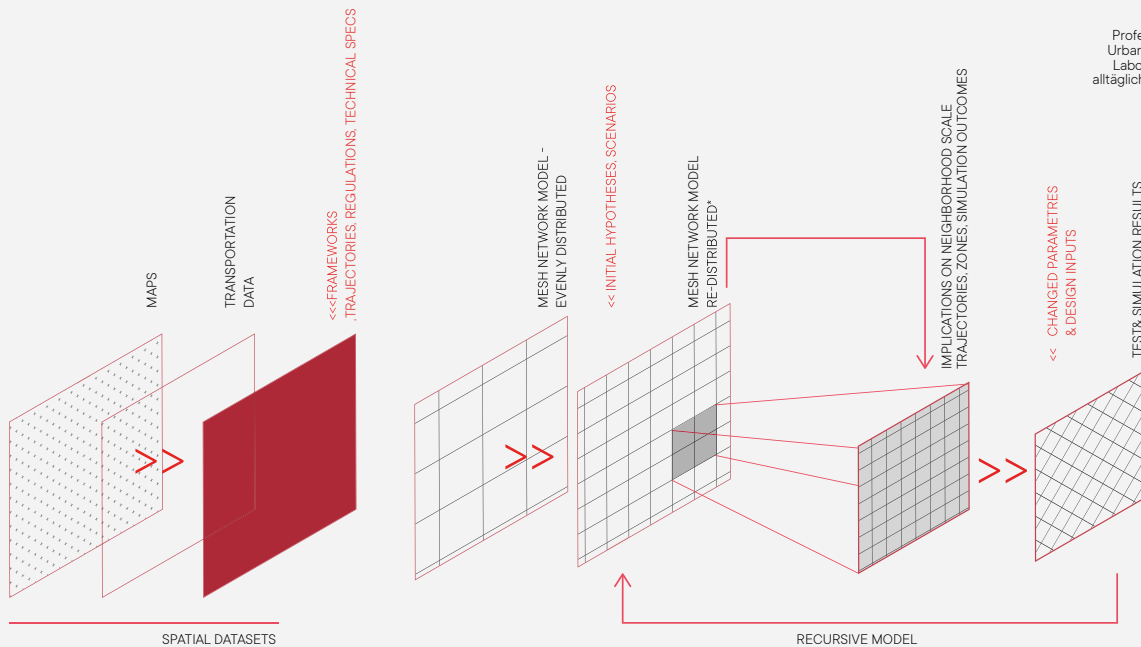 MAPS
TRANSPORTATION
DATA
<<<FRAMEWORKS
,TRAJECTORIES, REGULATIONS, TECHNICAL SPECS
MESH NETWORK MODEL -
EVENLY DISTRIBUTED
<< INITIAL HYPOTHESES, SCENARIOS
MESH NETWORK MODEL
RE-DISTRIBUTED*
IMPLICATIONS ON NEIGHBORHOOD SCALE
TRAJECTORIES, ZONES, SIMULATION OUTCOMES
<< CHANGED PARAMETRES
& DESIGN INPUTS
TEST& SIMULATION RESULTS
Profe
Urban
Labo
alltäglich
>>
>>
>>
SPATIAL DATASETS
RECURSIVE MODEL